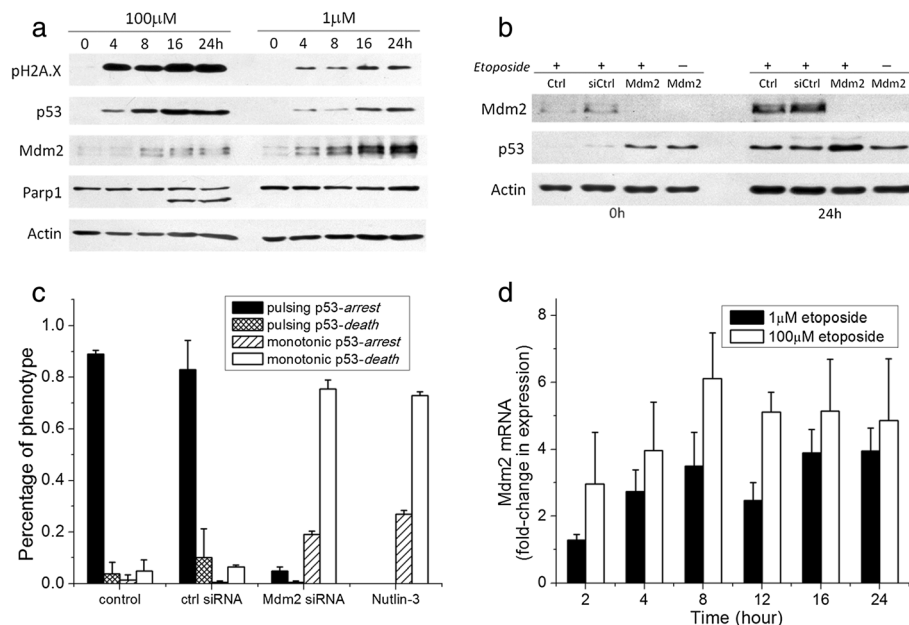 a
100μM 1μM
0 4 8 16 24h 0 4 8 16 24h
pH2A.X
p53
Mdm2
Parp1
Actin
b
Etoposide + + + – + + + –
Ctrl siCtrl Mdm2 Mdm2 Ctrl siCtrl Mdm2 Mdm2
Mdm2
p53
Actin
0h 24h
c
pulsing p53-arrest
pulsing p53-death
monotonic p53-arrest
monotonic p53-death
Percentage of phenotype
1.0
0.8
0.6
0.4
0.2
0.0
control ctrl siRNA Mdm2 siRNA Nutlin-3
d
1μM etoposide
100μM etoposide
Mdm2 mRNA
(fold-change in expression)
8
6
4
2
0
2 4 8 12 16 24
Time (hour)